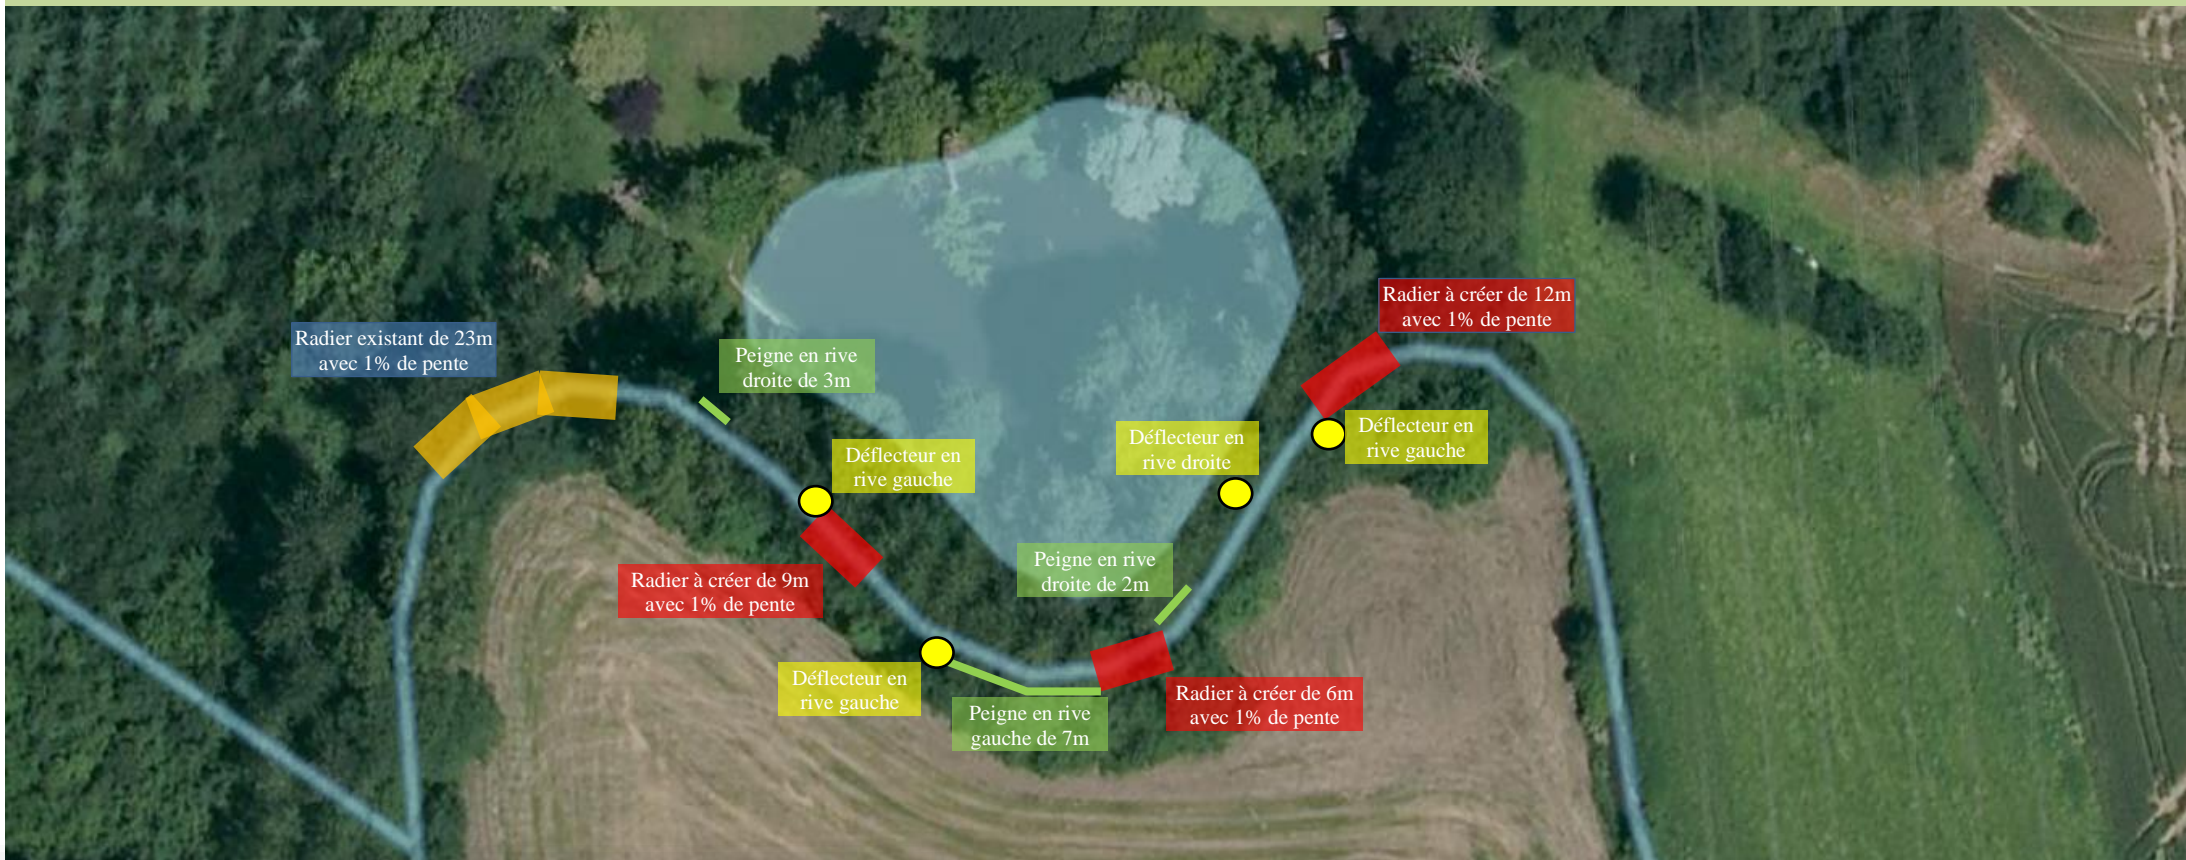 Radier à créer de 12m
avec 1% de pente
Radier existant de 23m
avec 1% de pente
Peigne en rive
droite de 3m
Déflecteur en
rive gauche
Déflecteur en
rive droite
Déflecteur en
rive gauche
Peigne en rive
droite de 2m
Radier à créer de 9m
avec 1% de pente
Déflecteur en
rive gauche
Radier à créer de 6m
avec 1% de pente
Peigne en rive
gauche de 7m